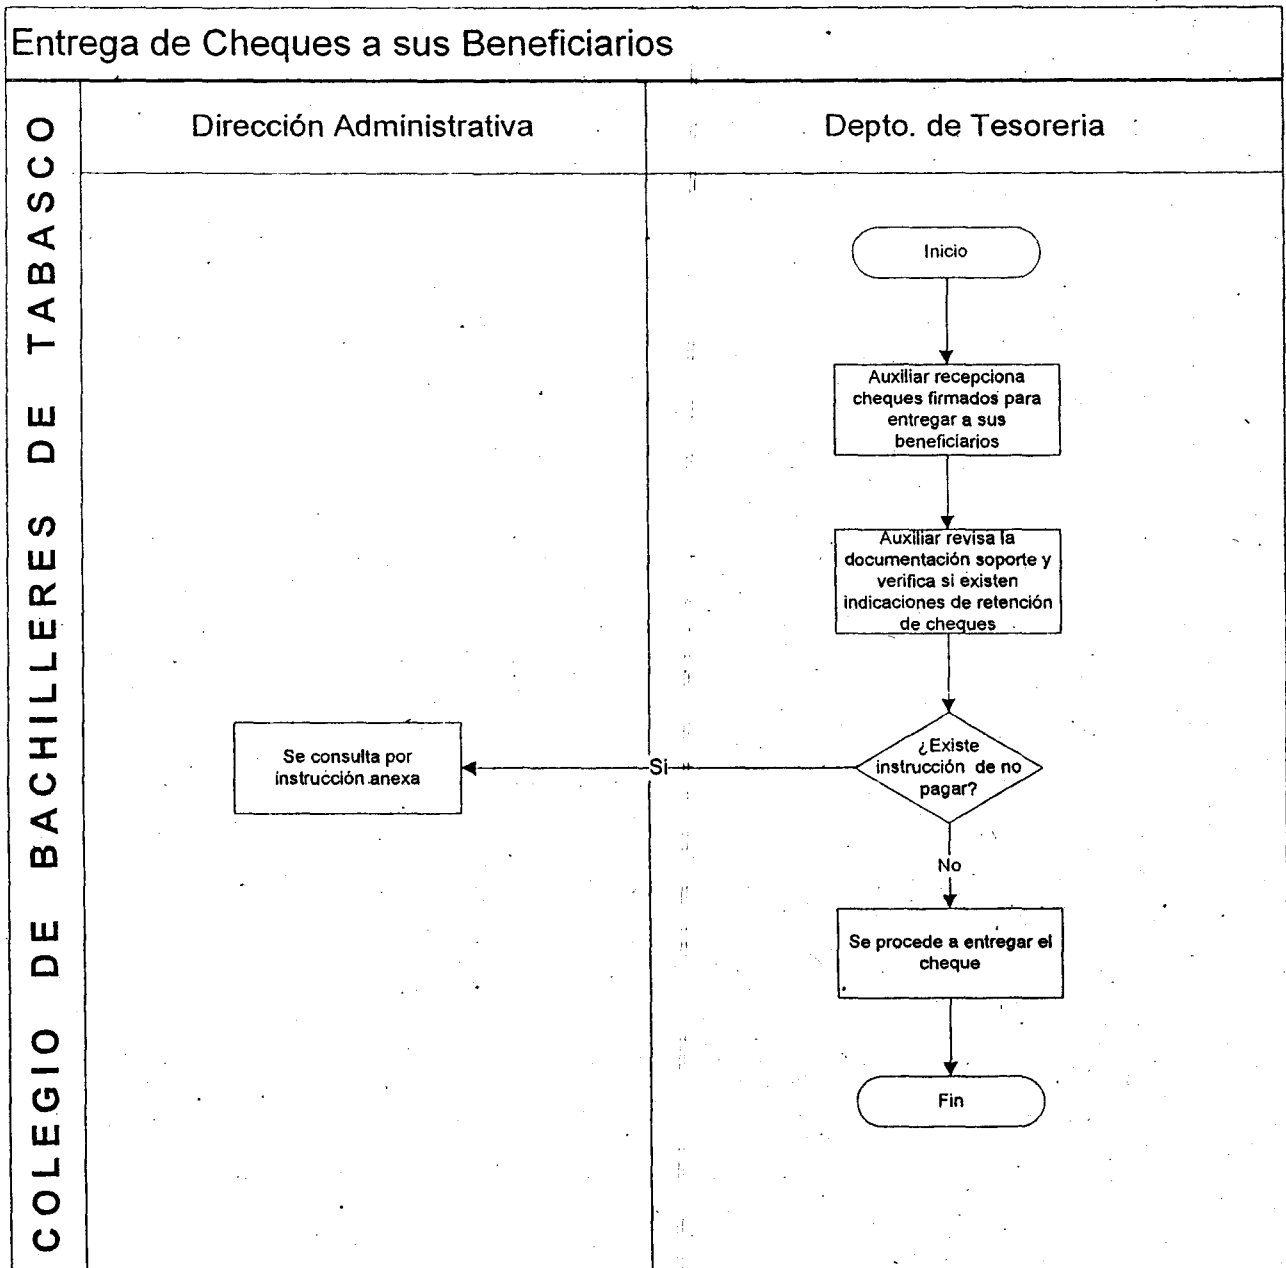 Entrega de Cheques a sus Beneficiarios
COLEGIO DE BACHILLERES DE TABASCO
Dirección Administrativa
Depto. de Tesoreria
Inicio
Auxiliar recepciona
cheques firmados para
entregar a sus
beneficiarios
Auxiliar revisa la
documentación soporte y
verifica si existen
indicaciones de retención
de cheques
¿Existe
instrucción de no
pagar?
Si
Se consulta por
instrucción anexa
No
Se procede a entregar el
cheque
Fin